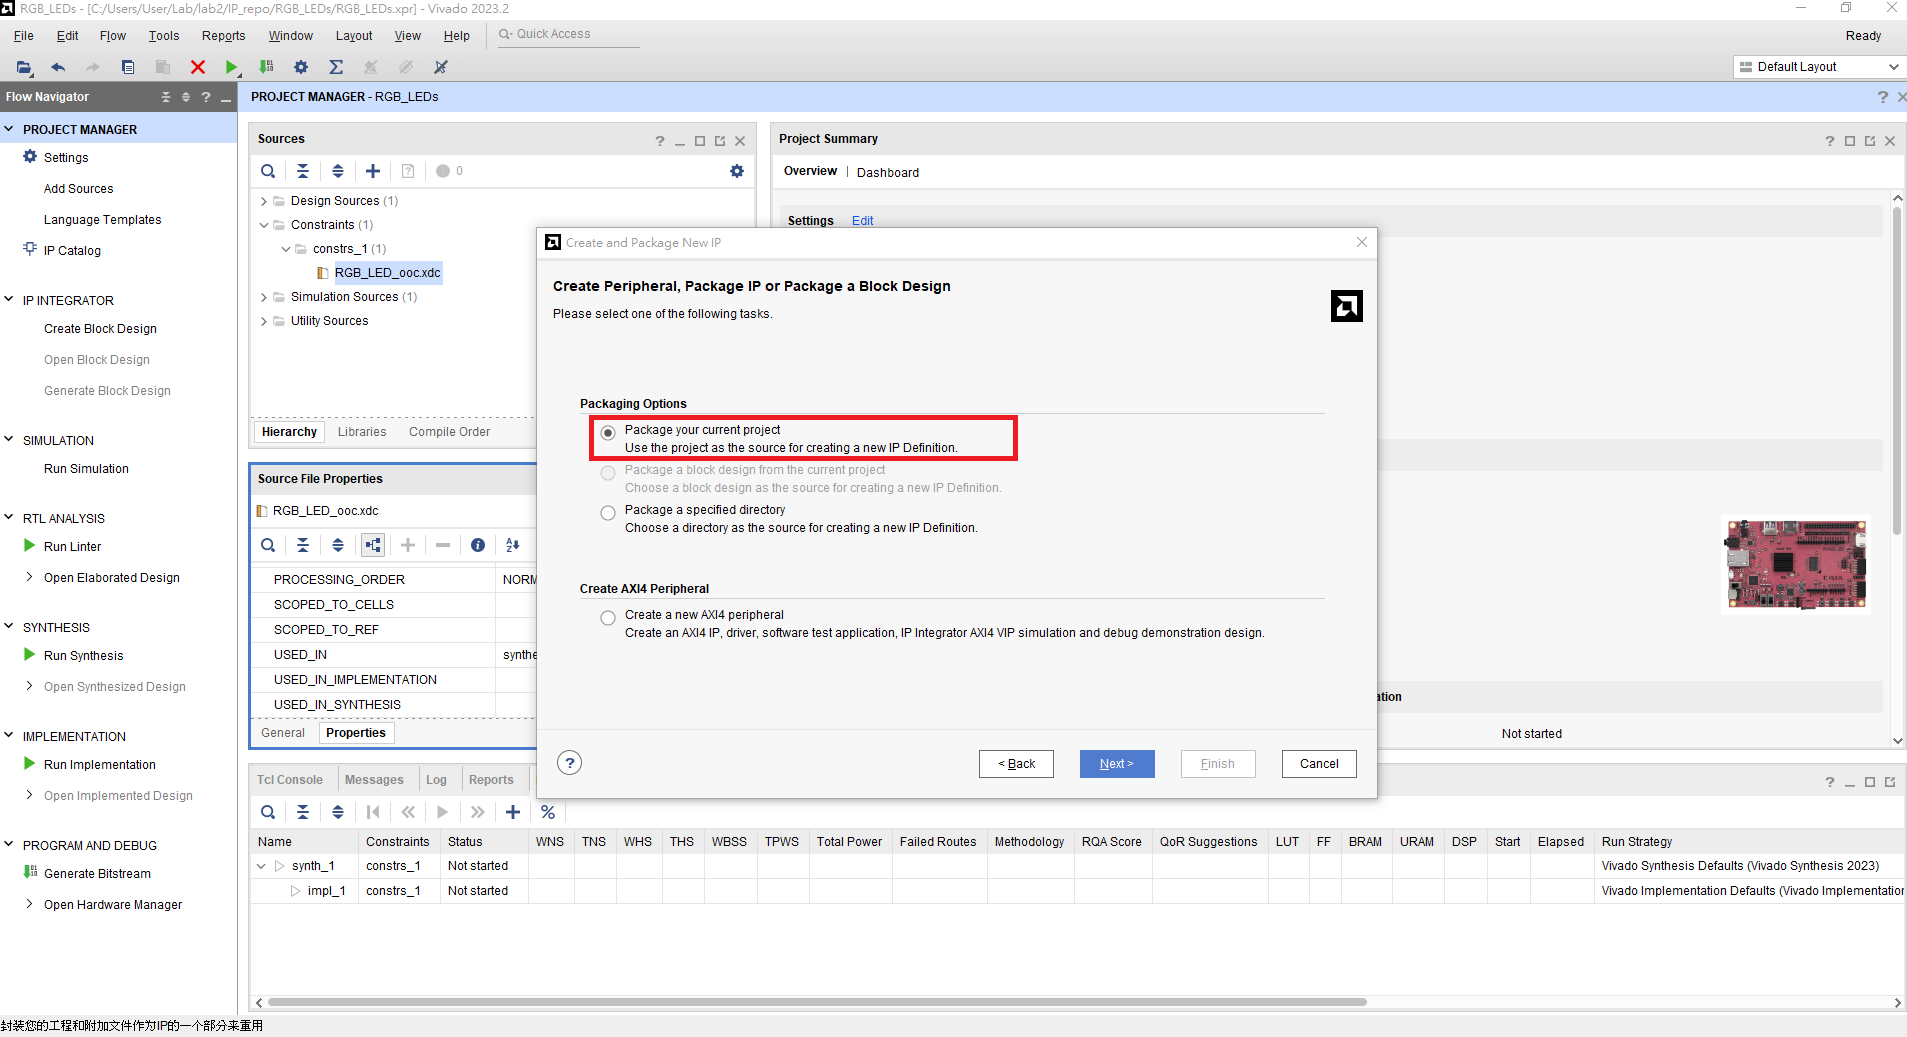 RGB_LEDs - [C:/Users/User/Lab/lab2/IP_repo/RGB_LEDs/RGB_LEDs.xpr] - Vivado 2023.2
File Edit Flow Tools Reports Window Layout View Help Quick Access
Ready
Default Layout
Flow Navigator
PROJECT MANAGER - RGB_LEDs
PROJECT MANAGER
Settings
Add Sources
Language Templates
IP Catalog
IP INTEGRATOR
Create Block Design
Open Block Design
Generate Block Design
SIMULATION
Run Simulation
RTL ANALYSIS
Run Linter
Open Elaborated Design
SYNTHESIS
Run Synthesis
Open Synthesized Design
IMPLEMENTATION
Run Implementation
Open Implemented Design
PROGRAM AND DEBUG
Generate Bitstream
Open Hardware Manager
Sources
0
Design Sources (1)
Constraints (1)
constrs_1 (1)
RGB_LED_ooc.xdc
Simulation Sources (1)
Utility Sources
Hierarchy Libraries Compile Order
Source File Properties
RGB_LED_ooc.xdc
PROCESSING_ORDER NORM
SCOPED_TO_CELLS
SCOPED_TO_REF
USED_IN synthe
USED_IN_IMPLEMENTATION
USED_IN_SYNTHESIS
General Properties
Project Summary
Overview | Dashboard
Settings Edit
ation
Not started
Create and Package New IP
Create Peripheral, Package IP or Package a Block Design
Please select one of the following tasks.
Packaging Options
Package your current project
Use the project as the source for creating a new IP Definition.
Package a block design from the current project
Choose a block design as the source for creating a new IP Definition.
Package a specified directory
Choose a directory as the source for creating a new IP Definition.
Create AXI4 Peripheral
Create a new AXI4 peripheral
Create an AXI4 IP, driver, software test application, IP Integrator AXI4 VIP simulation and debug demonstration design.
< Back Next > Finish Cancel
Tcl Console Messages Log Reports
Name Constraints Status WNS TNS WHS THS WBSS TPWS Total Power Failed Routes Methodology RQA Score QoR Suggestions LUT FF BRAM URAM DSP Start Elapsed Run Strategy
synth_1 constrs_1 Not started Vivado Synthesis Defaults (Vivado Synthesis 2023)
impl_1 constrs_1 Not started Vivado Implementation Defaults (Vivado Implementation
封装您的工程和附加文件作为IP的一个部分来重用